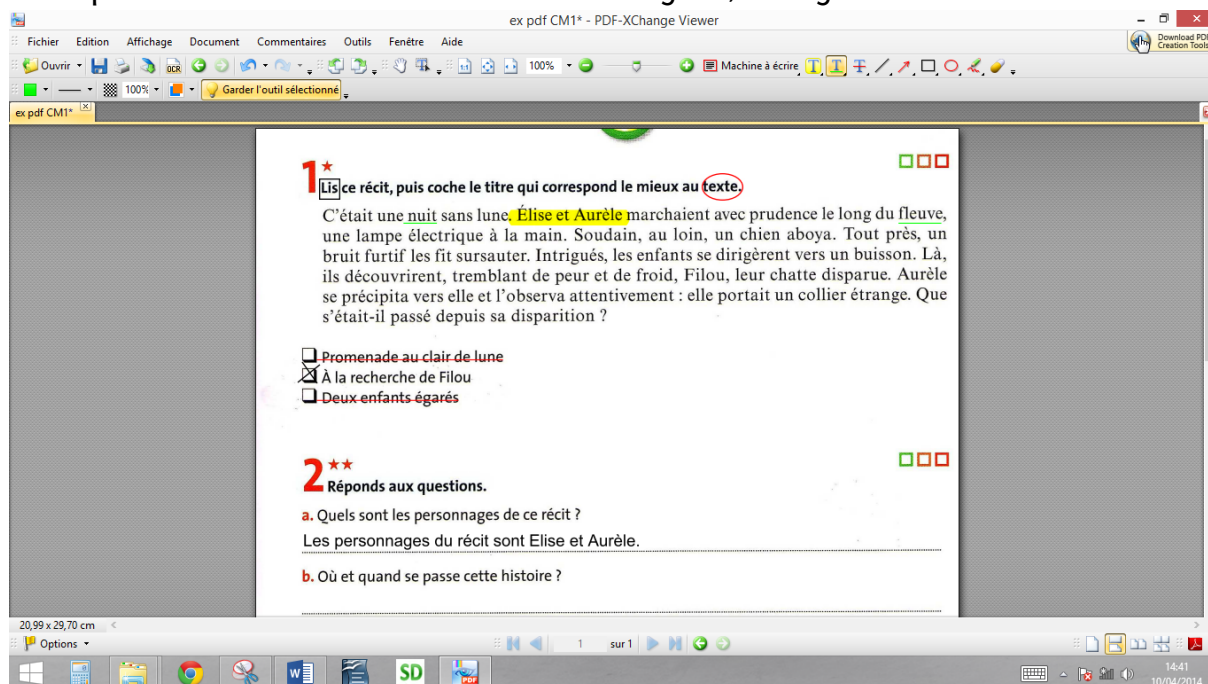 ex pdf CM1* - PDF-XChange Viewer
Fichier Edition Affichage Document Commentaires Outils Fenêtre Aide
Download PDF
Creation Tools
Ouvrir OCR 100% Machine à écrire
100% Garder l'outil sélectionné
ex pdf CM1*
1*
Lis ce récit, puis coche le titre qui correspond le mieux au texte.
C'était une nuit sans lune. Élise et Aurèle marchaient avec prudence le long du fleuve,
une lampe électrique à la main. Soudain, au loin, un chien aboya. Tout près, un
bruit furtif les fit sursauter. Intrigués, les enfants se dirigèrent vers un buisson. Là,
ils découvrirent, tremblant de peur et de froid, Filou, leur chatte disparue. Aurèle
se précipita vers elle et l'observa attentivement : elle portait un collier étrange. Que
s'était-il passé depuis sa disparition ?
Promenade au clair de lune
À la recherche de Filou
Deux enfants égarés
2**
Réponds aux questions.
a. Quels sont les personnages de ce récit ?
Les personnages du récit sont Elise et Aurèle.
b. Où et quand se passe cette histoire ?
20,99 x 29,70 cm
Options 1 sur 1
W SD PDF
14:41
10/04/2014